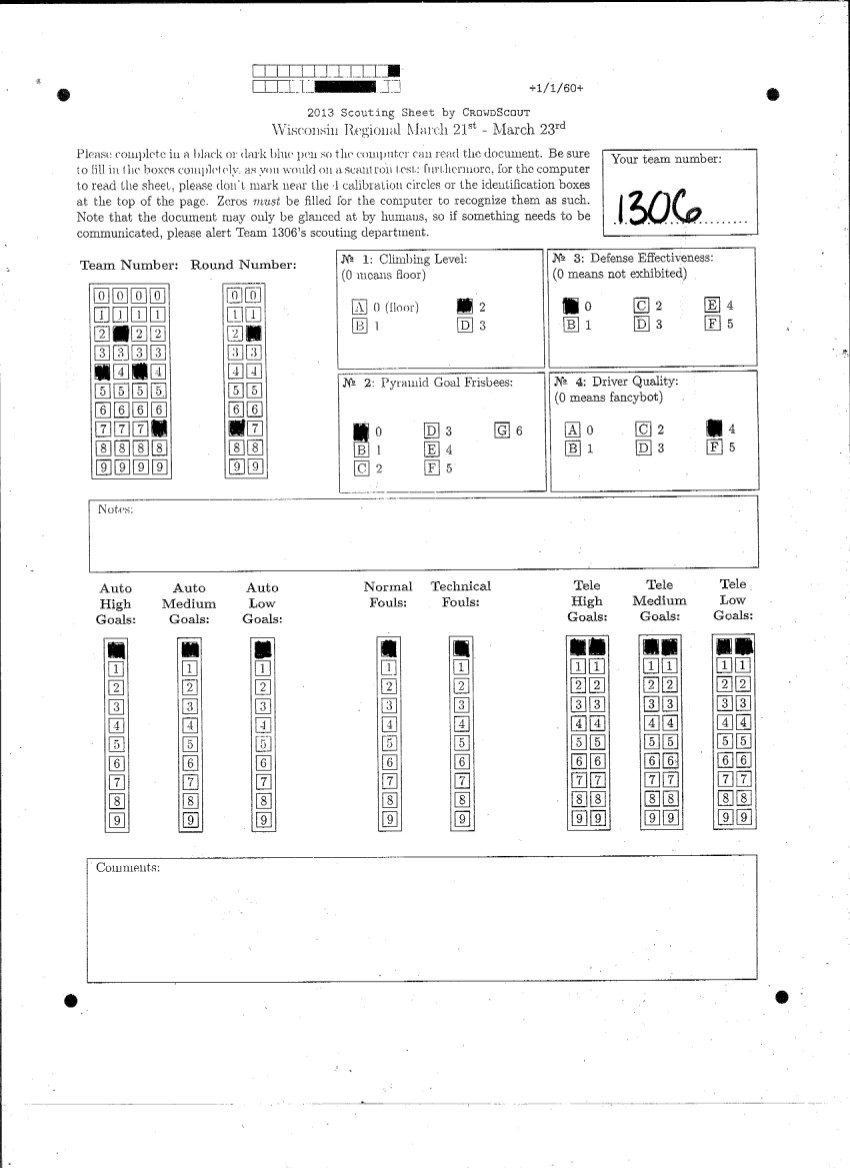 +1/1/60+
2013 Scouting Sheet by CrowdScout
Wisconsin Regional March 21st - March 23rd
Please complete in a black or dark blue pen so the computer can read the document. Be sure
to fill in the boxes completely, as you would on a scantron test; furthermore, for the computer
to read the sheet, please don't mark near the 4 calibration circles or the identification boxes
at the top of the page. Zeros must be filled for the computer to recognize them as such.
Note that the document may only be glanced at by humans, so if something needs to be
communicated, please alert Team 1306's scouting department.
Your team number:
1306
Team Number: Round Number:
0 0 0 0 0 0
1 1 1 1 1 1
2 2 2 2
3 3 3 3 3 3
4 4 4 4
5 5 5 5 5 5
6 6 6 6 6 6
7 7 7 7
8 8 8 8 8 8
9 9 9 9 9 9
№ 1: Climbing Level:
(0 means floor)
A 0 (floor) 2
B 1 D 3
№ 3: Defense Effectiveness:
(0 means not exhibited)
0 C 2 E 4
B 1 D 3 F 5
№ 2: Pyramid Goal Frisbees:
0 D 3 G 6
B 1 E 4
C 2 F 5
№ 4: Driver Quality:
(0 means fancybot)
A 0 C 2 4
B 1 D 3 F 5
Notes:
Auto Auto Auto Normal Technical Tele Tele Tele
High Medium Low Fouls: Fouls: High Medium Low
Goals: Goals: Goals: Goals: Goals: Goals:
1 1 1 1 1 1 1 1 1 1 1
2 2 2 2 2 2 2 2 2 2 2
3 3 3 3 3 3 3 3 3 3 3
4 4 4 4 4 4 4 4 4 4 4
5 5 5 5 5 5 5 5 5 5 5
6 6 6 6 6 6 6 6 6 6 6
7 7 7 7 7 7 7 7 7 7 7
8 8 8 8 8 8 8 8 8 8 8
9 9 9 9 9 9 9 9 9 9 9
Comments: